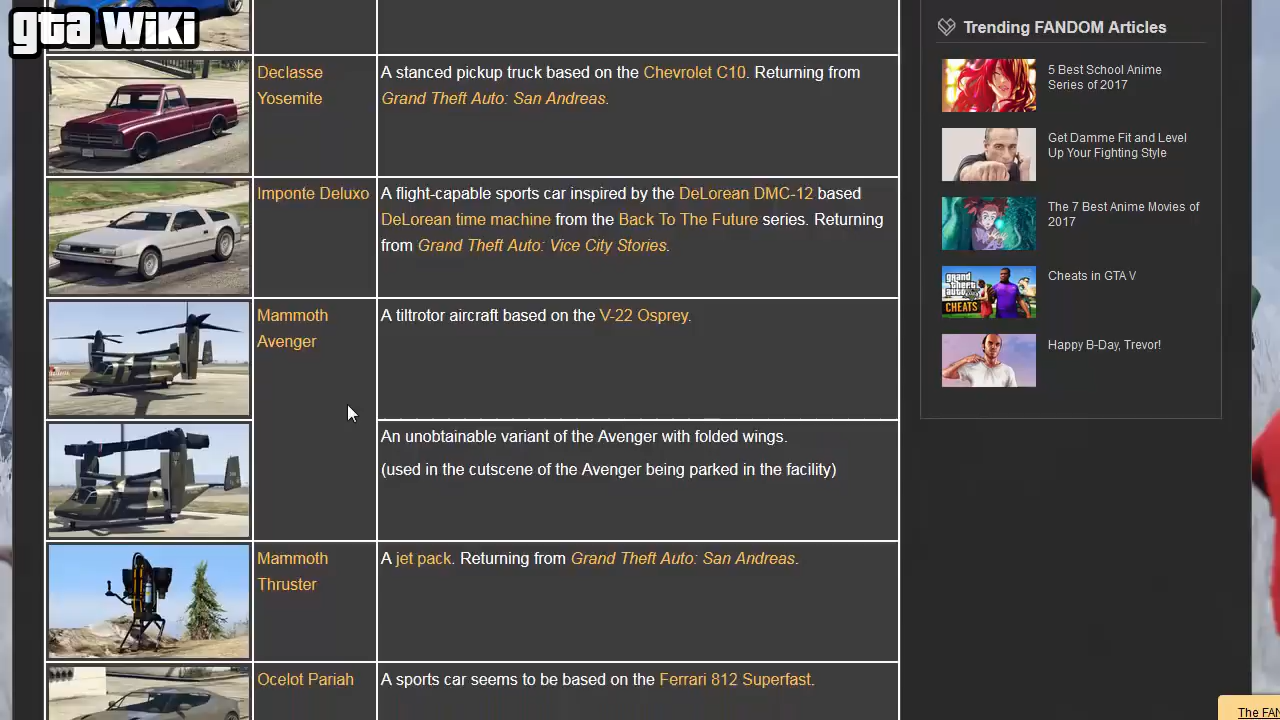 gta WiKi
Declasse
Yosemite
A stanced pickup truck based on the Chevrolet C10. Returning from
Grand Theft Auto: San Andreas.
Imponte Deluxo
A flight-capable sports car inspired by the DeLorean DMC-12 based
DeLorean time machine from the Back To The Future series. Returning
from Grand Theft Auto: Vice City Stories.
Mammoth
Avenger
A tiltrotor aircraft based on the V-22 Osprey.
An unobtainable variant of the Avenger with folded wings.
(used in the cutscene of the Avenger being parked in the facility)
Mammoth
Thruster
A jet pack. Returning from Grand Theft Auto: San Andreas.
Ocelot Pariah
A sports car seems to be based on the Ferrari 812 Superfast.
Trending FANDOM Articles
5 Best School Anime
Series of 2017
Get Damme Fit and Level
Up Your Fighting Style
The 7 Best Anime Movies of
2017
grand
theft
auto
CHEATS
Cheats in GTA V
Happy B-Day, Trevor!
The FAN